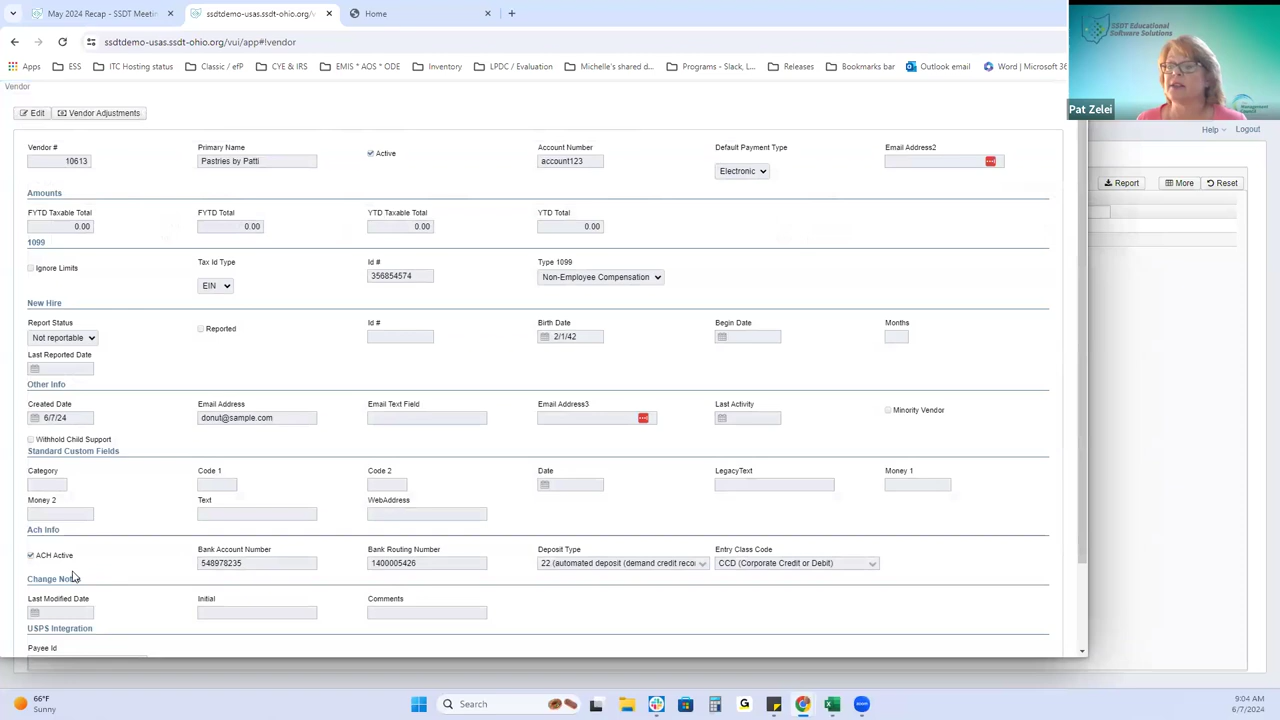 May 2024 Recap - SSDT Meetin
ssdtdemo-usas.ssdt-ohio.org/vui/
Home
ssdtdemo-usas.ssdt-ohio.org/vui/app#!vendor
Apps
ESS
ITC Hosting status
Classic / efP
CYE & IRS
EMIS * AOS * ODE
Inventory
LPDC / Evaluation
Michelle's shared d...
Programs - Slack, L...
Releases
Bookmarks bar
Outlook email
Word | Microsoft 36
SSDT Educational
Software Solutions
Management
Council
Pat Zelei
Help
Logout
Vendor
Edit
Vendor Adjustments
Report
More
Reset
Vendor #
Primary Name
Active
Account Number
Default Payment Type
Email Address2
10613
Pastries by Patti
account123
Electronic
Amounts
FYTD Taxable Total
FYTD Total
YTD Taxable Total
YTD Total
0.00
0.00
0.00
0.00
1099
Ignore Limits
Tax Id Type
Id #
Type 1099
EIN
356854574
Non-Employee Compensation
New Hire
Report Status
Reported
Id #
Birth Date
Begin Date
Months
Not reportable
2/1/42
Last Reported Date
Other Info
Created Date
Email Address
Email Text Field
Email Address3
Last Activity
Minority Vendor
6/7/24
donut@sample.com
Withhold Child Support
Standard Custom Fields
Category
Code 1
Code 2
Date
LegacyText
Money 1
Money 2
Text
WebAddress
Ach Info
ACH Active
Bank Account Number
Bank Routing Number
Deposit Type
Entry Class Code
548978235
1400005426
22 (automated deposit (demand credit reco
CCD (Corporate Credit or Debit)
Change Note
Last Modified Date
Initial
Comments
USPS Integration
Payee Id
66°F
Sunny
Search
9:04 AM
6/7/2024